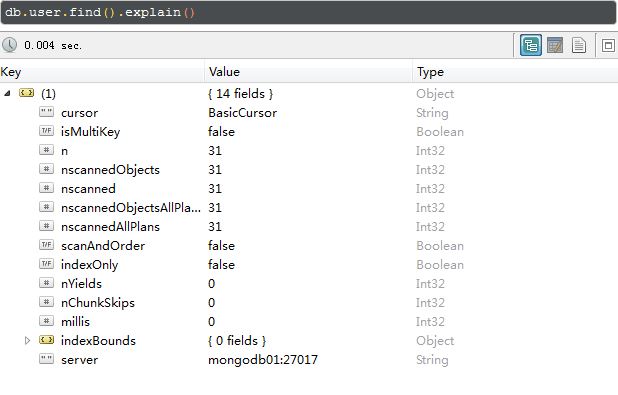 db.user.find().explain()
0.004 sec.
Key Value Type
(1) { 14 fields } Object
cursor BasicCursor String
isMultiKey false Boolean
n 31 Int32
nscannedObjects 31 Int32
nscanned 31 Int32
nscannedObjectsAllPla... 31 Int32
nscannedAllPlans 31 Int32
scanAndOrder false Boolean
indexOnly false Boolean
nYields 0 Int32
nChunkSkips 0 Int32
millis 0 Int32
indexBounds { 0 fields } Object
server mongodb01:27017 String